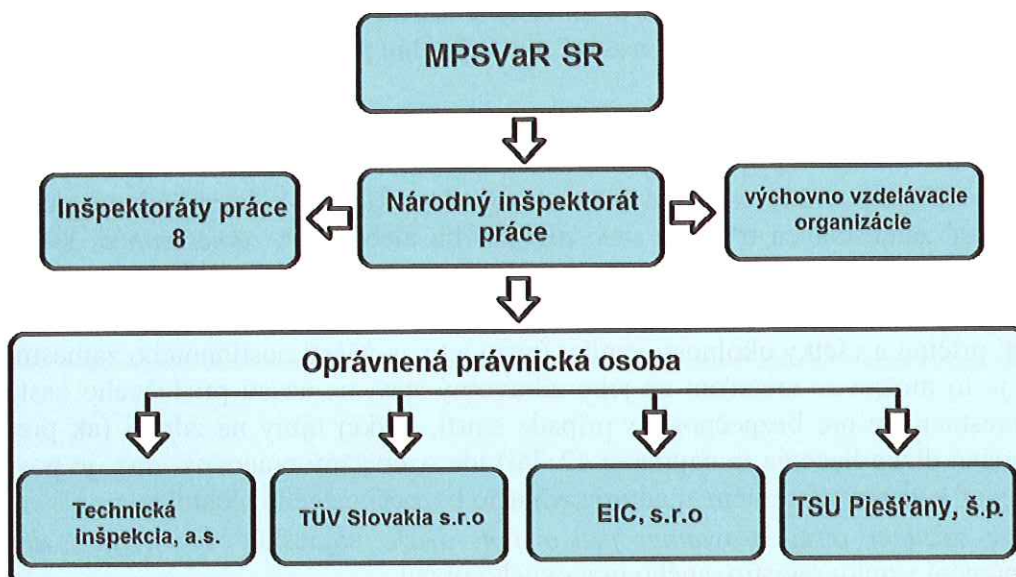 MPSVaR SR
Inšpektoráty práce
8
Národný inšpektorát
práce
výchovno vzdelávacie
organizácie
Oprávnená právnická osoba
Technická
inšpekcia, a.s.
TÜV Slovakia s.r.o
EIC, s.r.o
TSU Piešťany, š.p.